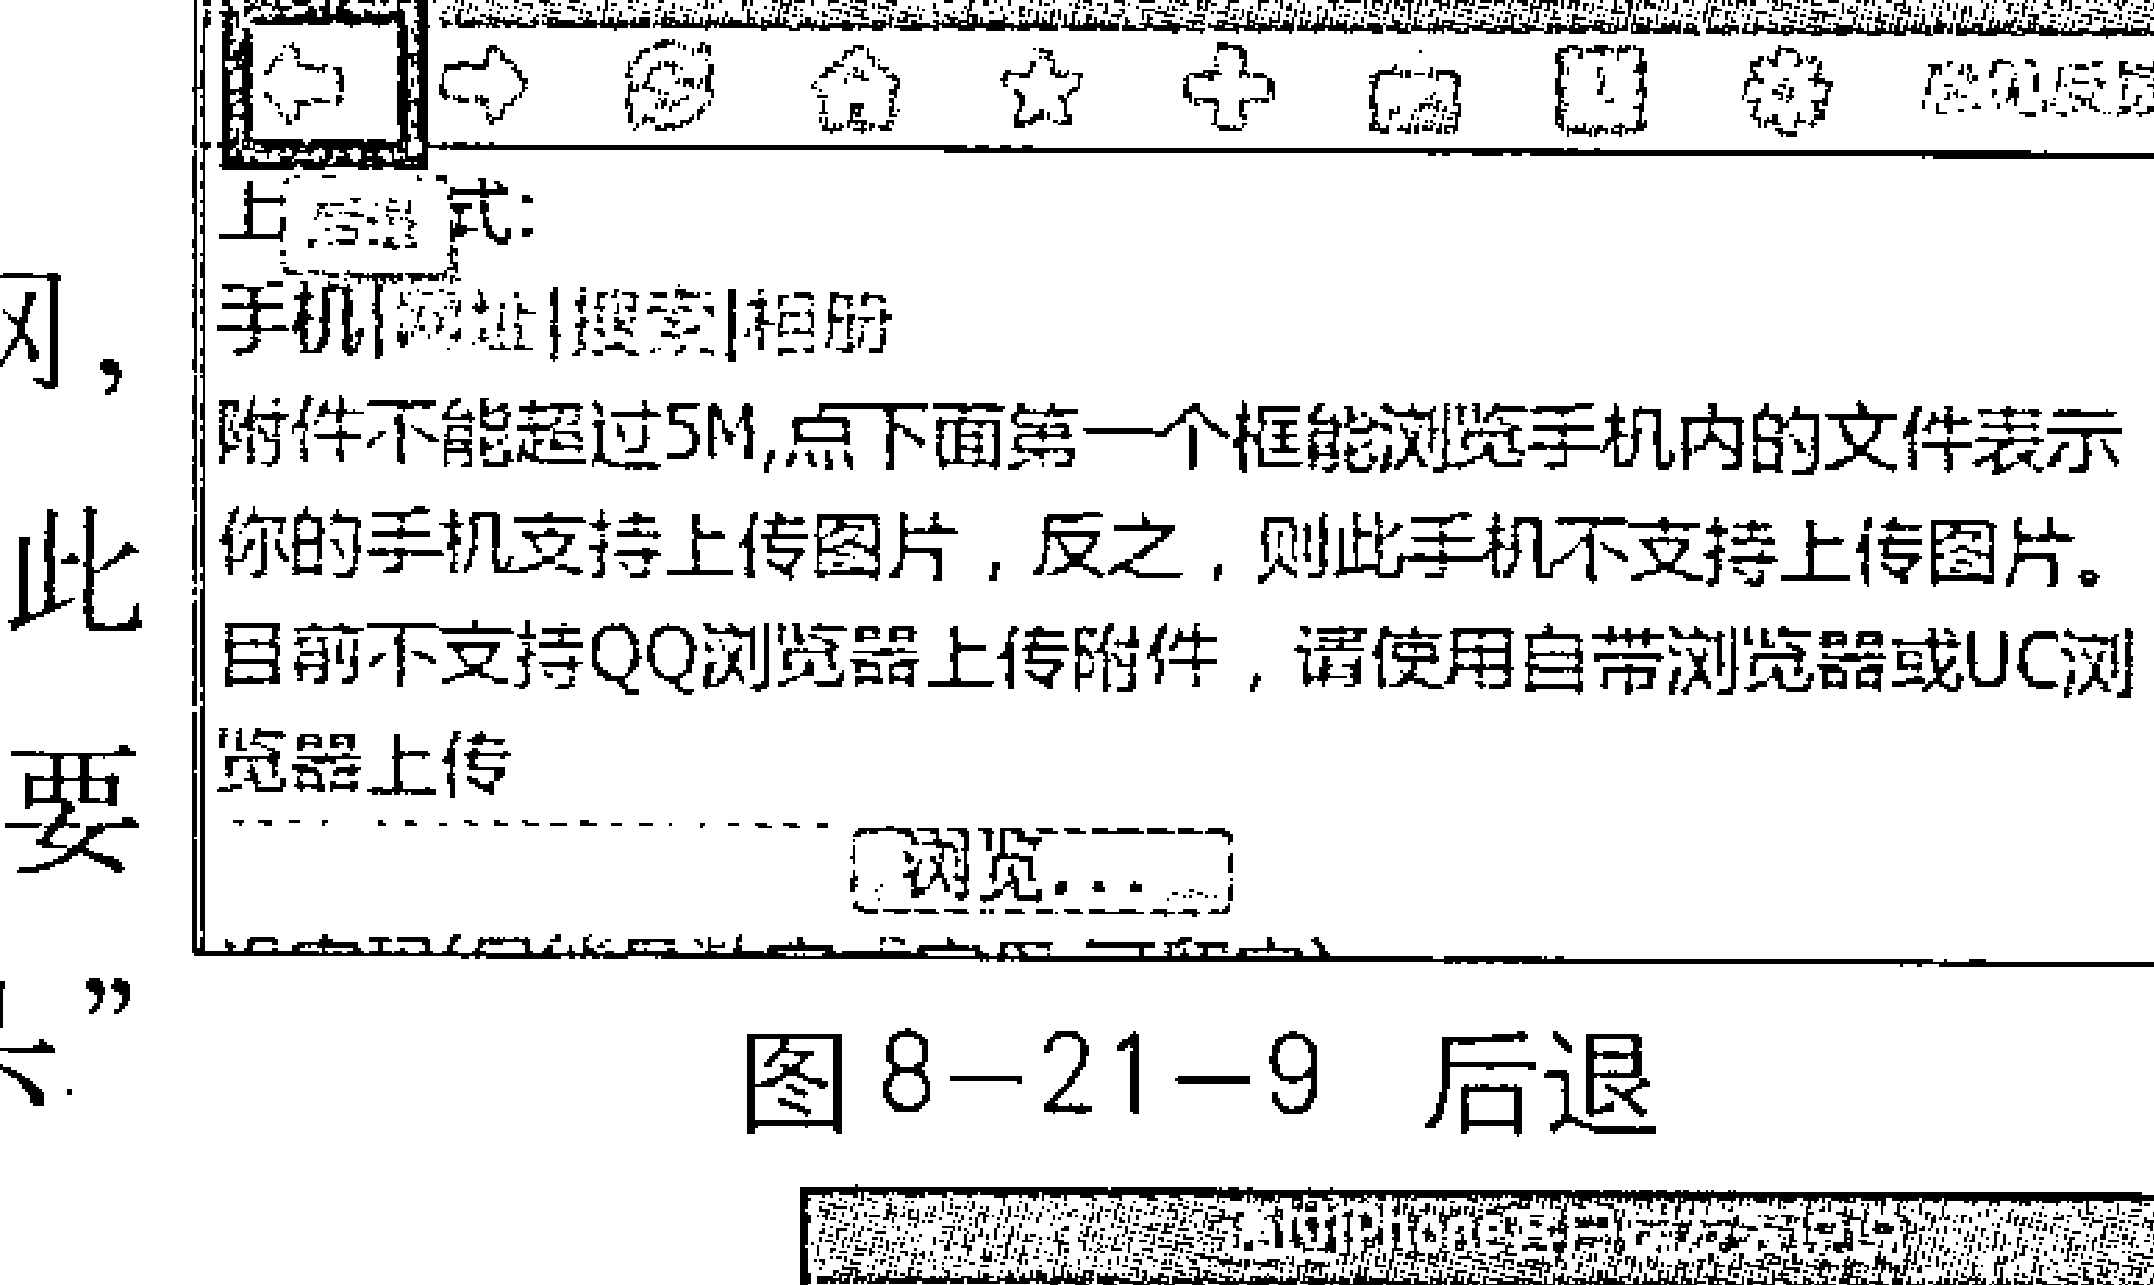 上后退式:
手机|网址|搜索|相册
附件不能超过5M,点下面第一个框能浏览手机内的文件表示
你的手机支持上传图片，反之，则此手机不支持上传图片。
目前不支持QQ浏览器上传附件，请使用自带浏览器或UC浏
览器上传
浏览...
网，
此
要
”
图8-21-9 后退